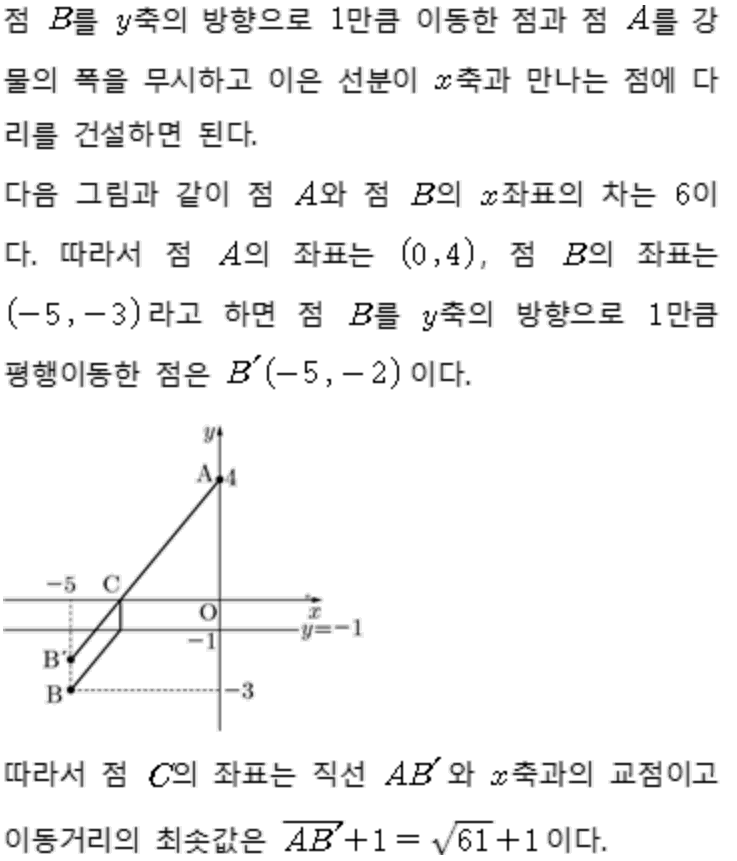 점 B를 y축의 방향으로 1만큼 이동한 점과 점 A를 강
물의 폭을 무시하고 이은 선분이 x축과 만나는 점에 다
리를 건설하면 된다.
다음 그림과 같이 점 A와 점 B의 x좌표의 차는 6이
다. 따라서 점 A의 좌표는 (0,4), 점 B의 좌표는
(-5,-3)라고 하면 점 B를 y축의 방향으로 1만큼
평행이동한 점은 B′(-5,-2)이다.
y
A 4
-5 C
O x
-1 y=-1
B′
B -3
따라서 점 C의 좌표는 직선 AB′와 x축과의 교점이고
이동거리의 최솟값은 \overline{AB′}+1=√61+1이다.